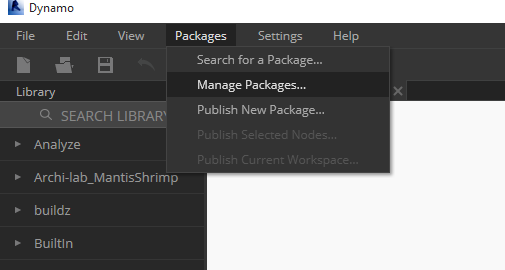 Dynamo
File Edit View Packages Settings Help
Search for a Package...
Manage Packages...
Publish New Package...
Publish Selected Nodes...
Publish Current Workspace...
Library
SEARCH LIBRARY
Analyze
Archi-lab_MantisShrimp
buildz
BuiltIn